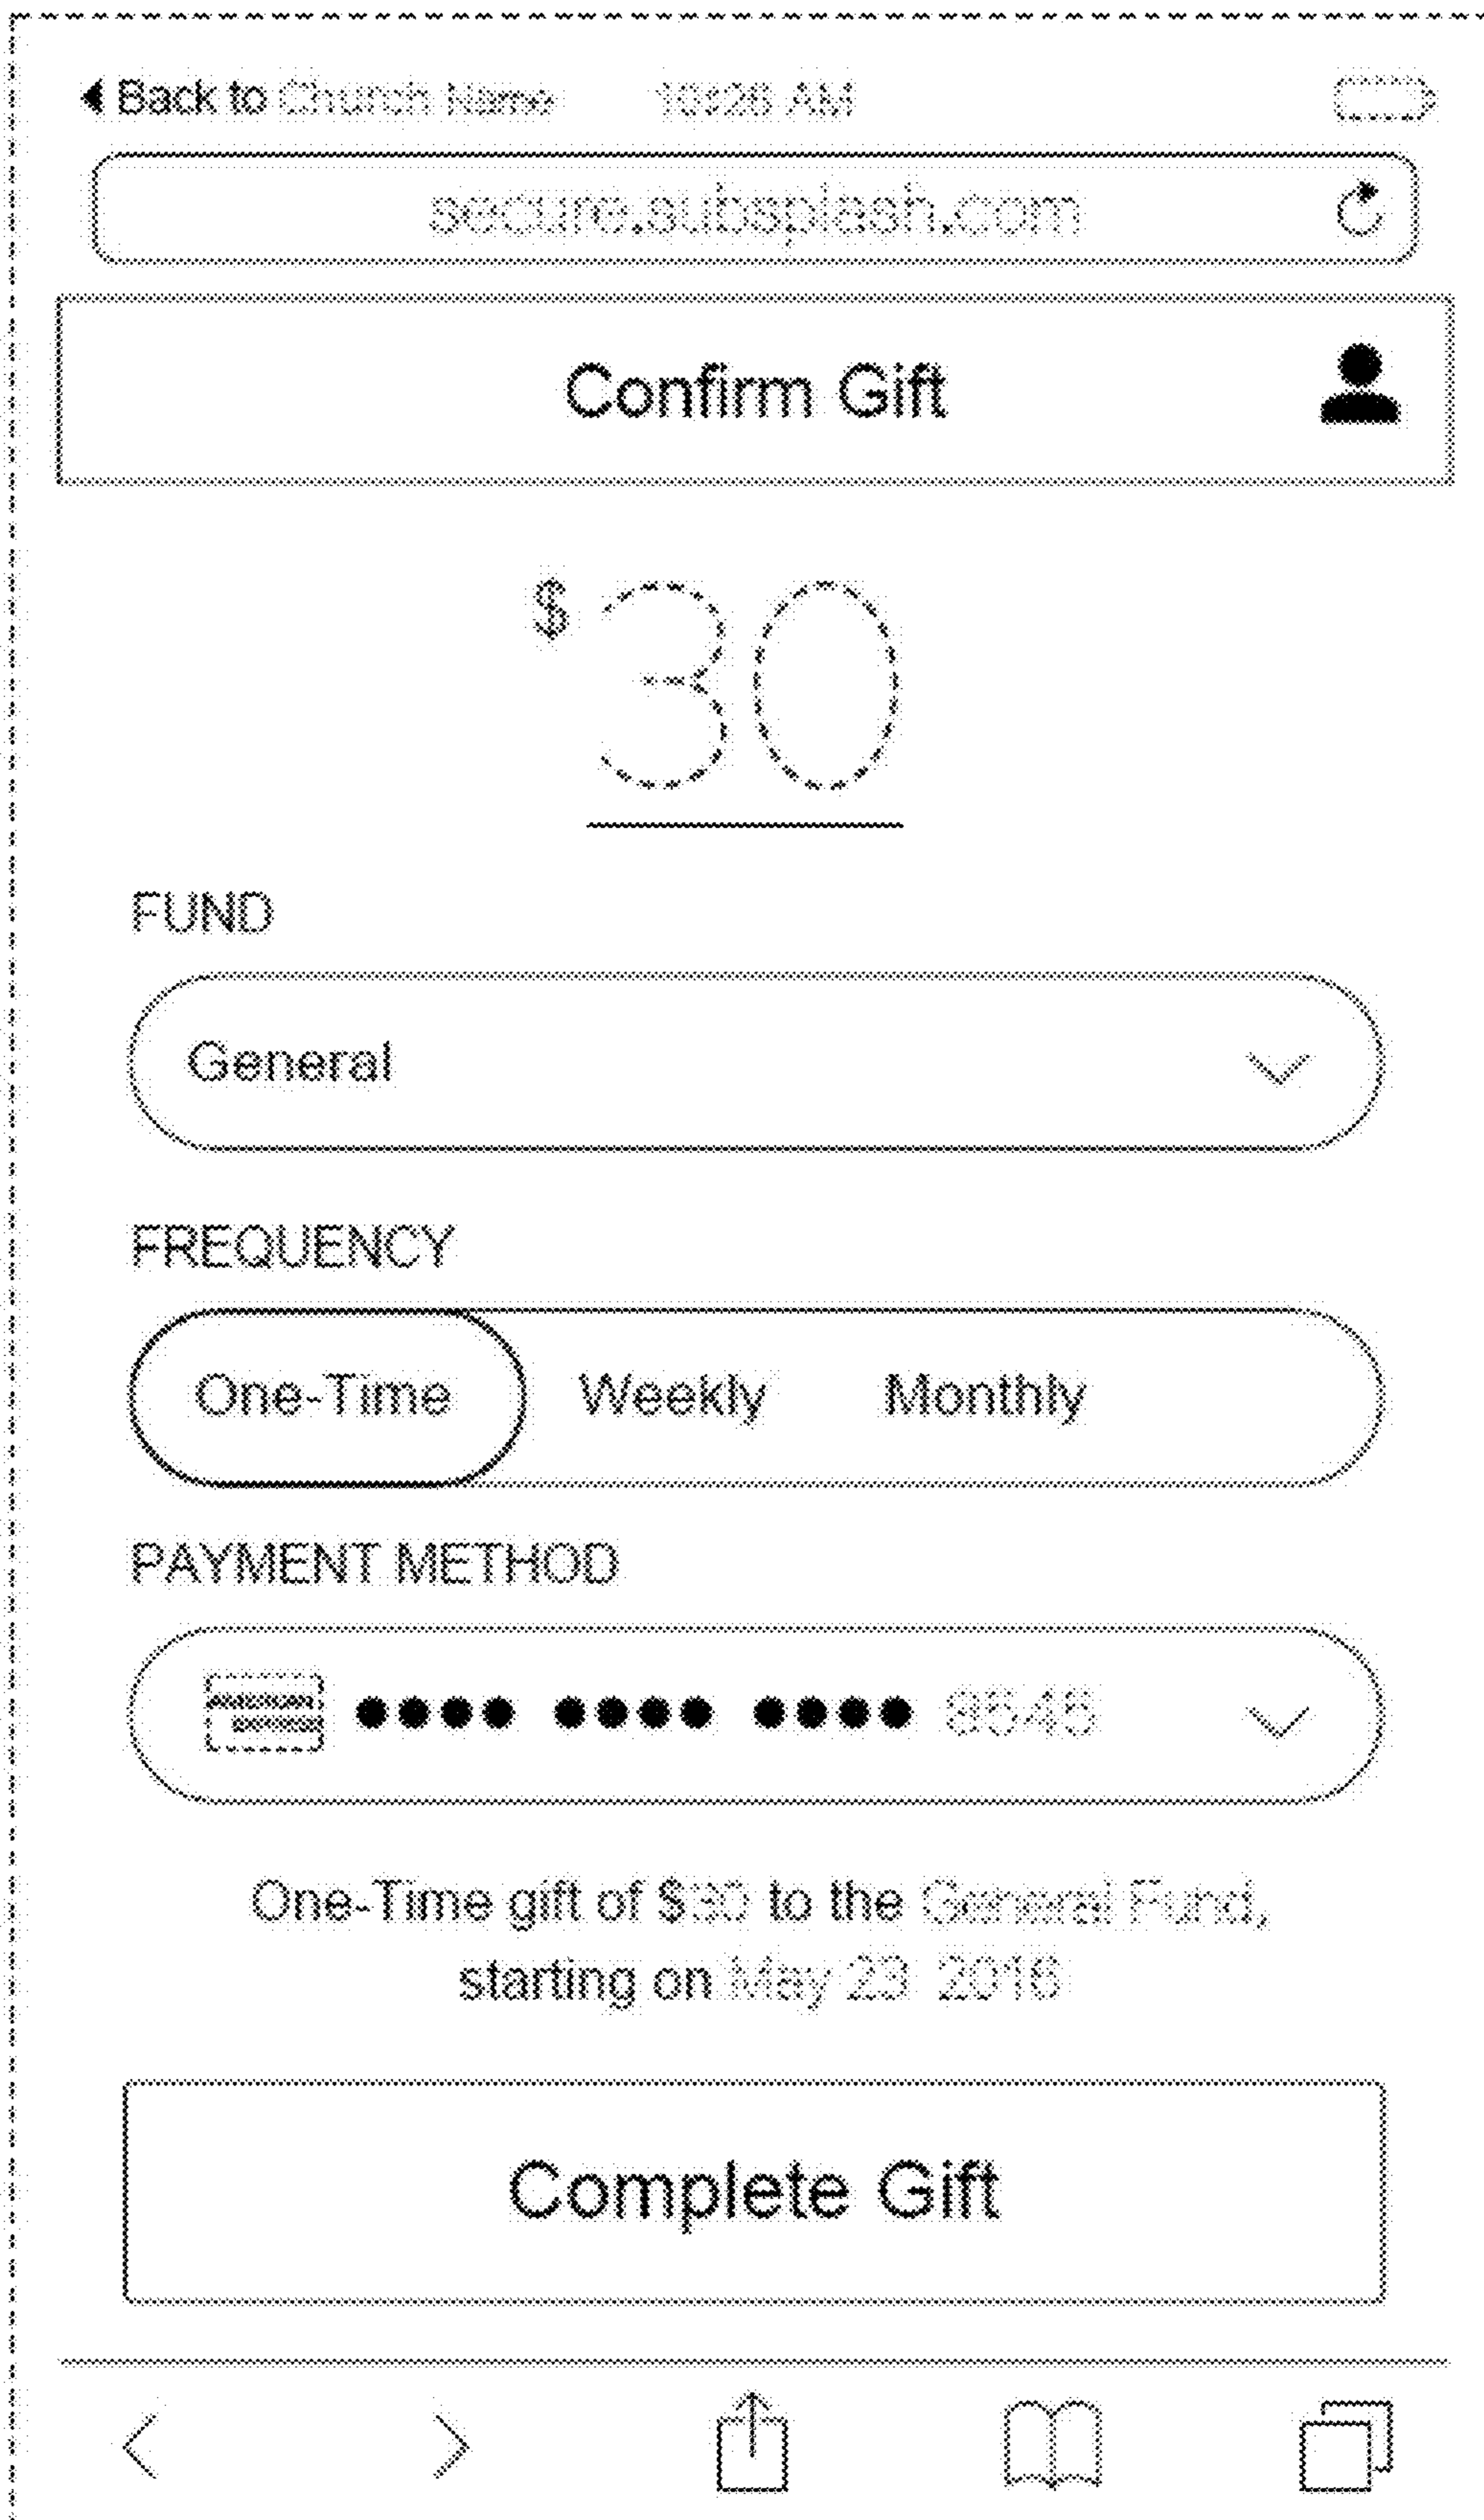 Back to Church Name 10:26 AM
secure.subsplash.com
Confirm Gift
$30
FUND
General
FREQUENCY
One-Time Weekly Monthly
PAYMENT METHOD
•••• •••• •••• 8545
One-Time gift of $30 to the General Fund,
starting on May 23 2016
Complete Gift